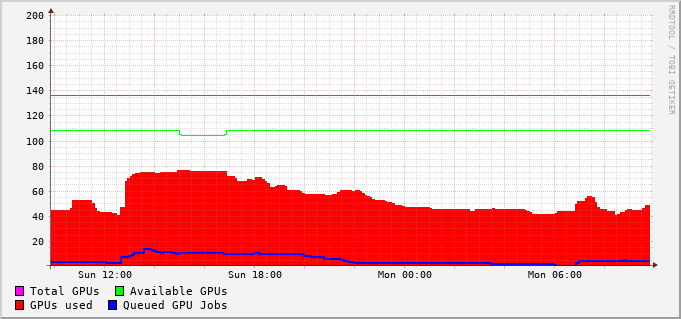 200
180
160
140
120
100
80
60
40
20
Sun 12:00 Sun 18:00 Mon 00:00 Mon 06:00
Total GPUs Available GPUs
GPUs used Queued GPU Jobs
RRDTOOL / TOBI OETIKER